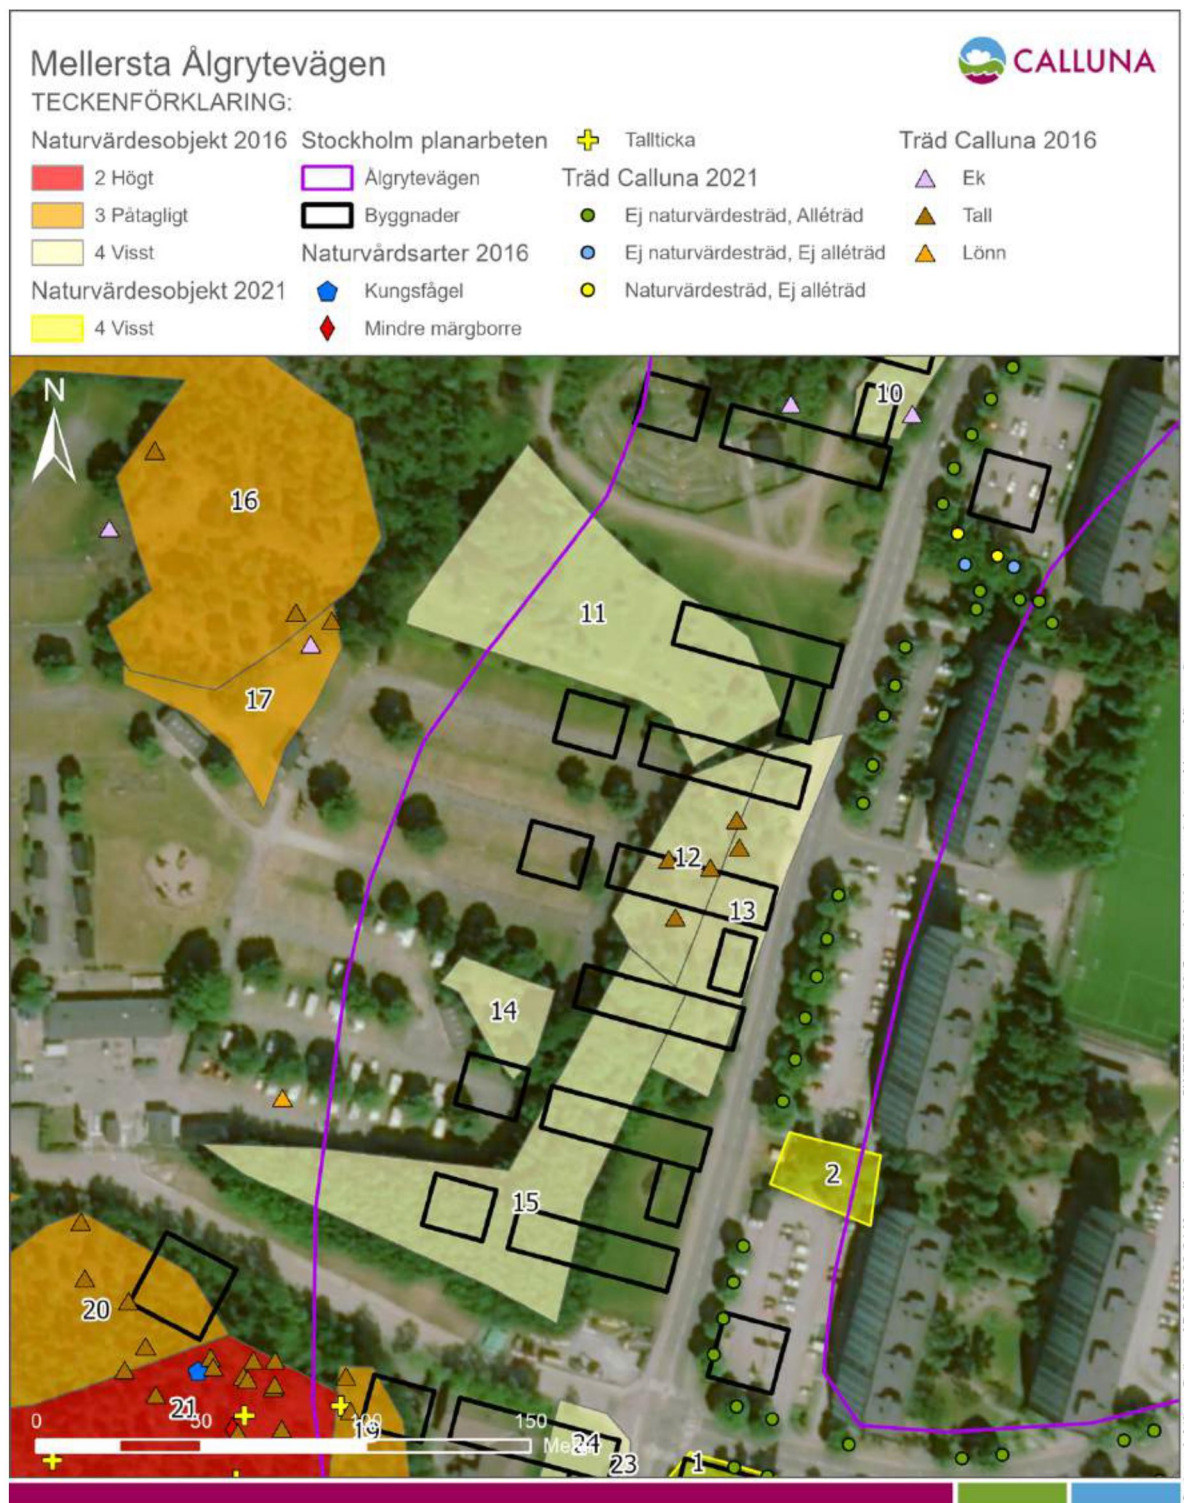 Mellersta Ålgrytevägen
CALLUNA
TECKENFÖRKLARING:
Naturvärdesobjekt 2016
2 Högt
3 Påtagligt
4 Visst
Naturvärdesobjekt 2021
4 Visst
Stockholm planarbeten
Ålgrytevägen
Byggnader
Naturvårdsarter 2016
Kungsfågel
Mindre märgborre
Tallticka
Träd Calluna 2021
Ej naturvärdesträd, Alléträd
Ej naturvärdesträd, Ej alléträd
Naturvärdesträd, Ej alléträd
Träd Calluna 2016
Ek
Tall
Lönn
N
10
16
11
17
12
13
14
2
15
20
21
19
24
23
1
0 50 100 150
Meter